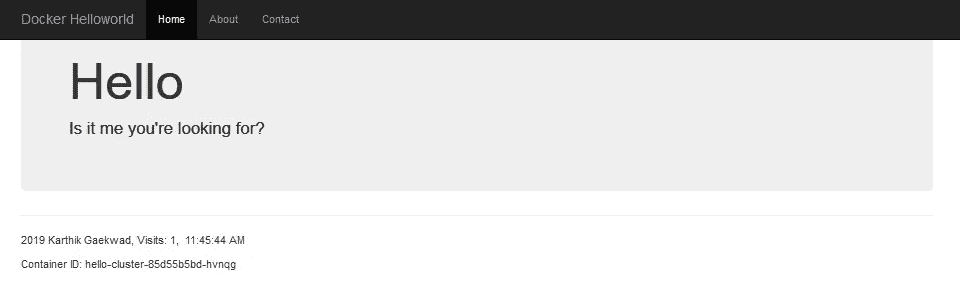 Docker Helloworld Home About Contact
Hello
Is it me you're looking for?
2019 Karthik Gaekwad, Visits: 1, 11:45:44 AM
Container ID: hello-cluster-85d55b5bd-hvnqg